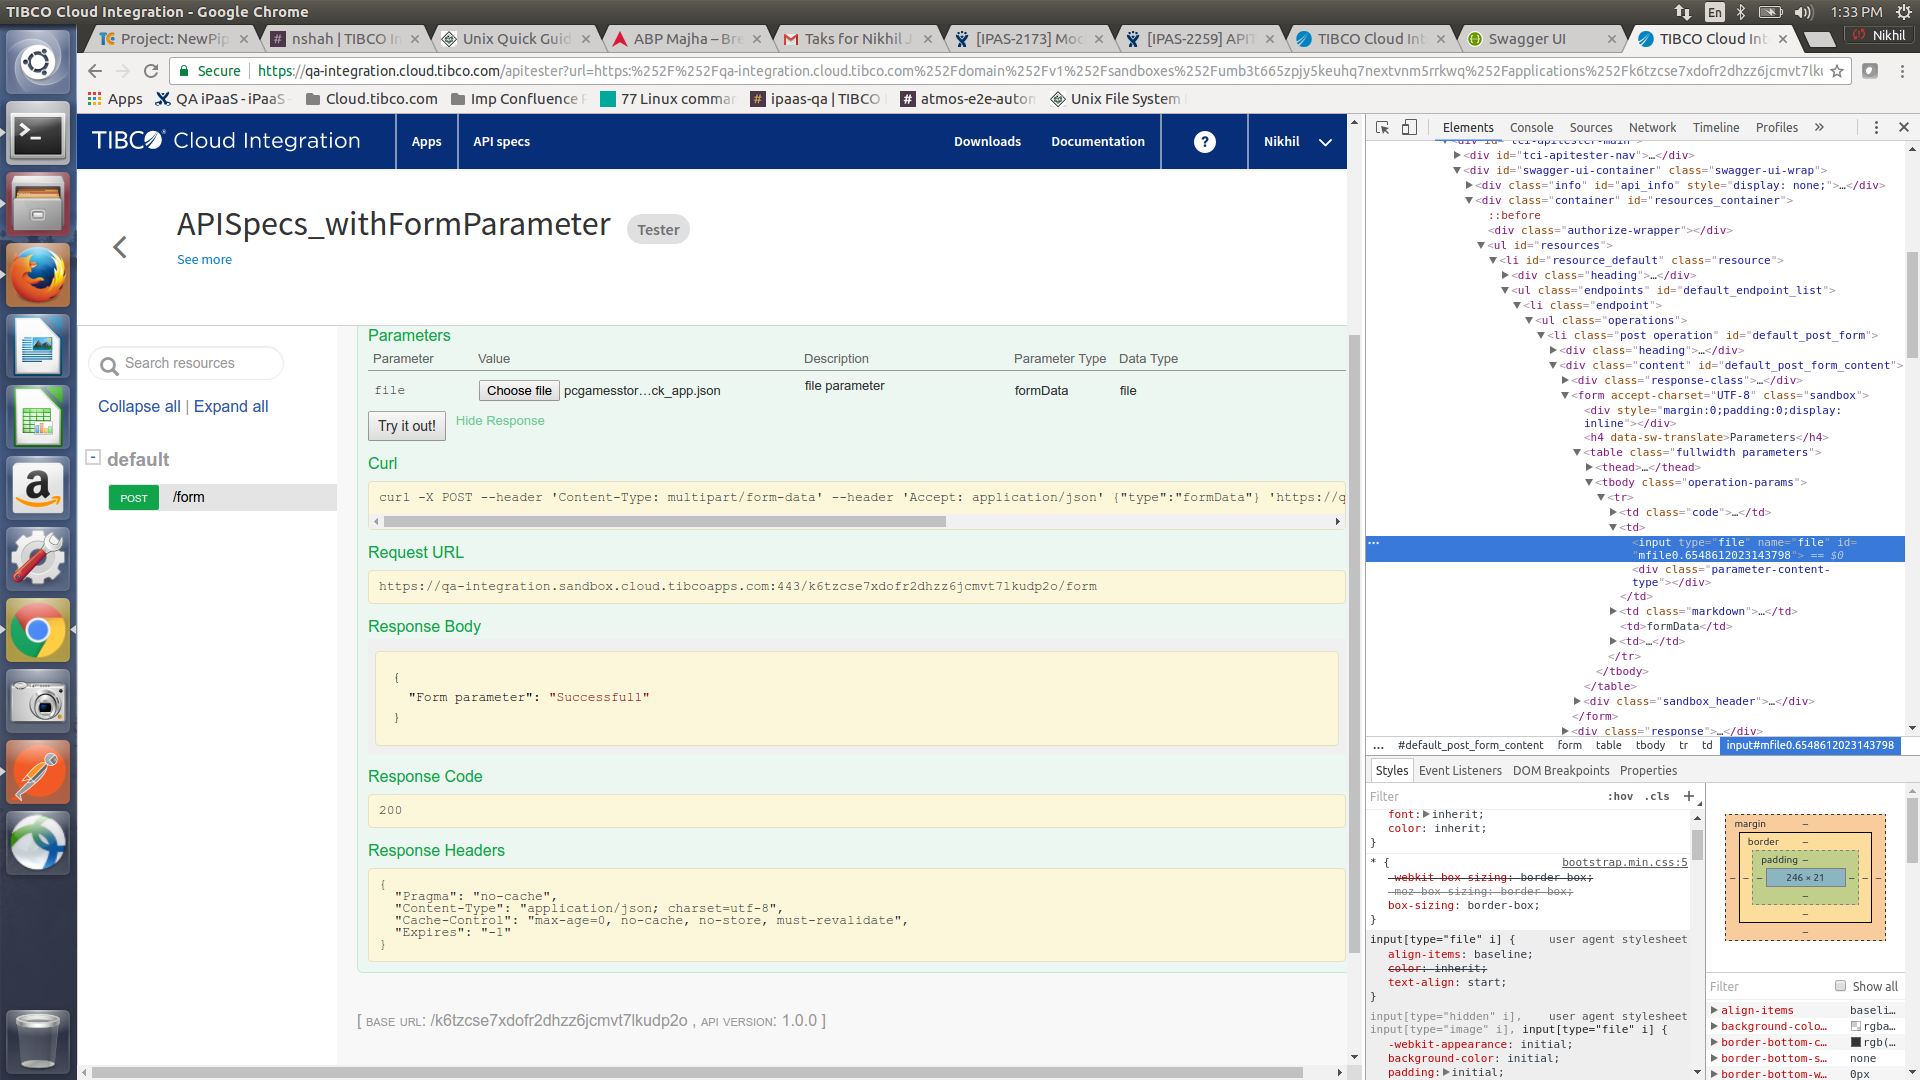 TIBCO Cloud Integration - Google Chrome
En
1:33 PM
Project: NewPip
nshah | TIBCO In
Unix Quick Guid
ABP Majha – Bre
Taks for Nikhil J
[IPAS-2173] Moc
[IPAS-2259] APIT
TIBCO Cloud Int
Swagger UI
TIBCO Cloud Int
Nikhil
Secure
https://qa-integration.cloud.tibco.com/apitester?url=https:%252F%252Fqa-integration.cloud.tibco.com%252Fdomain%252Fv1%252Fsandboxes%252Fumb3t665zpjy5keuhq7nextvnm5rrkwq%252Fapplications%252Fk6tzcse7xdofr2dhzz6jcmvt7lku
Apps
QA iPaaS - iPaaS
Cloud.tibco.com
Imp Confluence P
77 Linux comman
ipaas-qa | TIBCO
atmos-e2e-auton
Unix File System
TIBCO Cloud Integration
Apps
API specs
Downloads
Documentation
?
Nikhil
APISpecs_withFormParameter
Tester
See more
Search resources
Collapse all | Expand all
default
POST /form
Parameters
Parameter Value Description Parameter Type Data Type
file Choose file pcgamesstor...ck_app.json file parameter formData file
Try it out! Hide Response
Curl
curl -X POST --header 'Content-Type: multipart/form-data' --header 'Accept: application/json' {"type":"formData"} 'https://q
Request URL
https://qa-integration.sandbox.cloud.tibcoapps.com:443/k6tzcse7xdofr2dhzz6jcmvt7lkudp2o/form
Response Body
{
"Form parameter": "Successfull"
}
Response Code
200
Response Headers
{
"Pragma": "no-cache",
"Content-Type": "application/json; charset=utf-8",
"Cache-Control": "max-age=0, no-cache, no-store, must-revalidate",
"Expires": "-1"
}
[ BASE URL: /k6tzcse7xdofr2dhzz6jcmvt7lkudp2o , API VERSION: 1.0.0 ]
Elements Console Sources Network Timeline Profiles »
<div id="tci-apitester-main">
<div id="tci-apitester-nav">…</div>
<div id="swagger-ui-container" class="swagger-ui-wrap">
<div class="info" id="api_info" style="display: none;">…</div>
<div class="container" id="resources_container">
::before
<div class="authorize-wrapper"></div>
<ul id="resources">
<li id="resource_default" class="resource">
<div class="heading">…</div>
<ul class="endpoints" id="default_endpoint_list">
<li class="endpoint">
<ul class="operations">
<li class="post operation" id="default_post_form">
<div class="heading">…</div>
<div class="content" id="default_post_form_content">
<div class="response-class">…</div>
<form accept-charset="UTF-8" class="sandbox">
<div style="margin:0;padding:0;display:
inline"></div>
<h4 data-sw-translate>Parameters</h4>
<table class="fullwidth parameters">
<thead>…</thead>
<tbody class="operation-params">
<tr>
<td class="code">…</td>
<td>
<input type="file" name="file" id=
"mfile0.6548612023143798"> == $0
<div class="parameter-content-
type"></div>
</td>
<td class="markdown">…</td>
<td>formData</td>
<td>…</td>
</tr>
</tbody>
</table>
<div class="sandbox_header">…</div>
</form>
<div class="response">…</div>
... #default_post_form_content form table tbody tr td input#mfile0.6548612023143798
Styles Event Listeners DOM Breakpoints Properties
Filter :hov .cls +
font: inherit;
color: inherit;
}
* { bootstrap.min.css:5
-webkit-box-sizing: border-box;
-moz-box-sizing: border-box;
box-sizing: border-box;
}
input[type="file" i] { user agent stylesheet
align-items: baseline;
color: inherit;
text-align: start;
}
input[type="hidden" i], user agent stylesheet
input[type="image" i], input[type="file" i] {
-webkit-appearance: initial;
background-color: initial;
padding: initial;
margin –
border –
padding –
246 × 21
Filter Show all
align-items baseli…
background-colo… rgba…
border-bottom-c… rgb(…
border-bottom-s… none
border-bottom-w… 0px